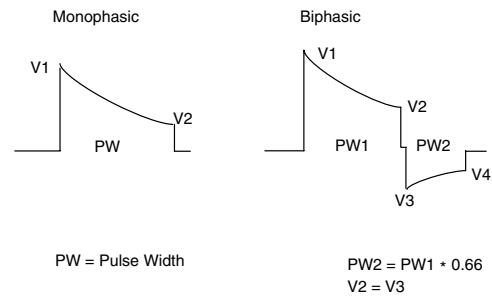 Monophasic
Biphasic
V1
V2
PW
V1
V2
PW1
PW2
V3
V4
PW = Pulse Width
PW2 = PW1 * 0.66
V2 = V3